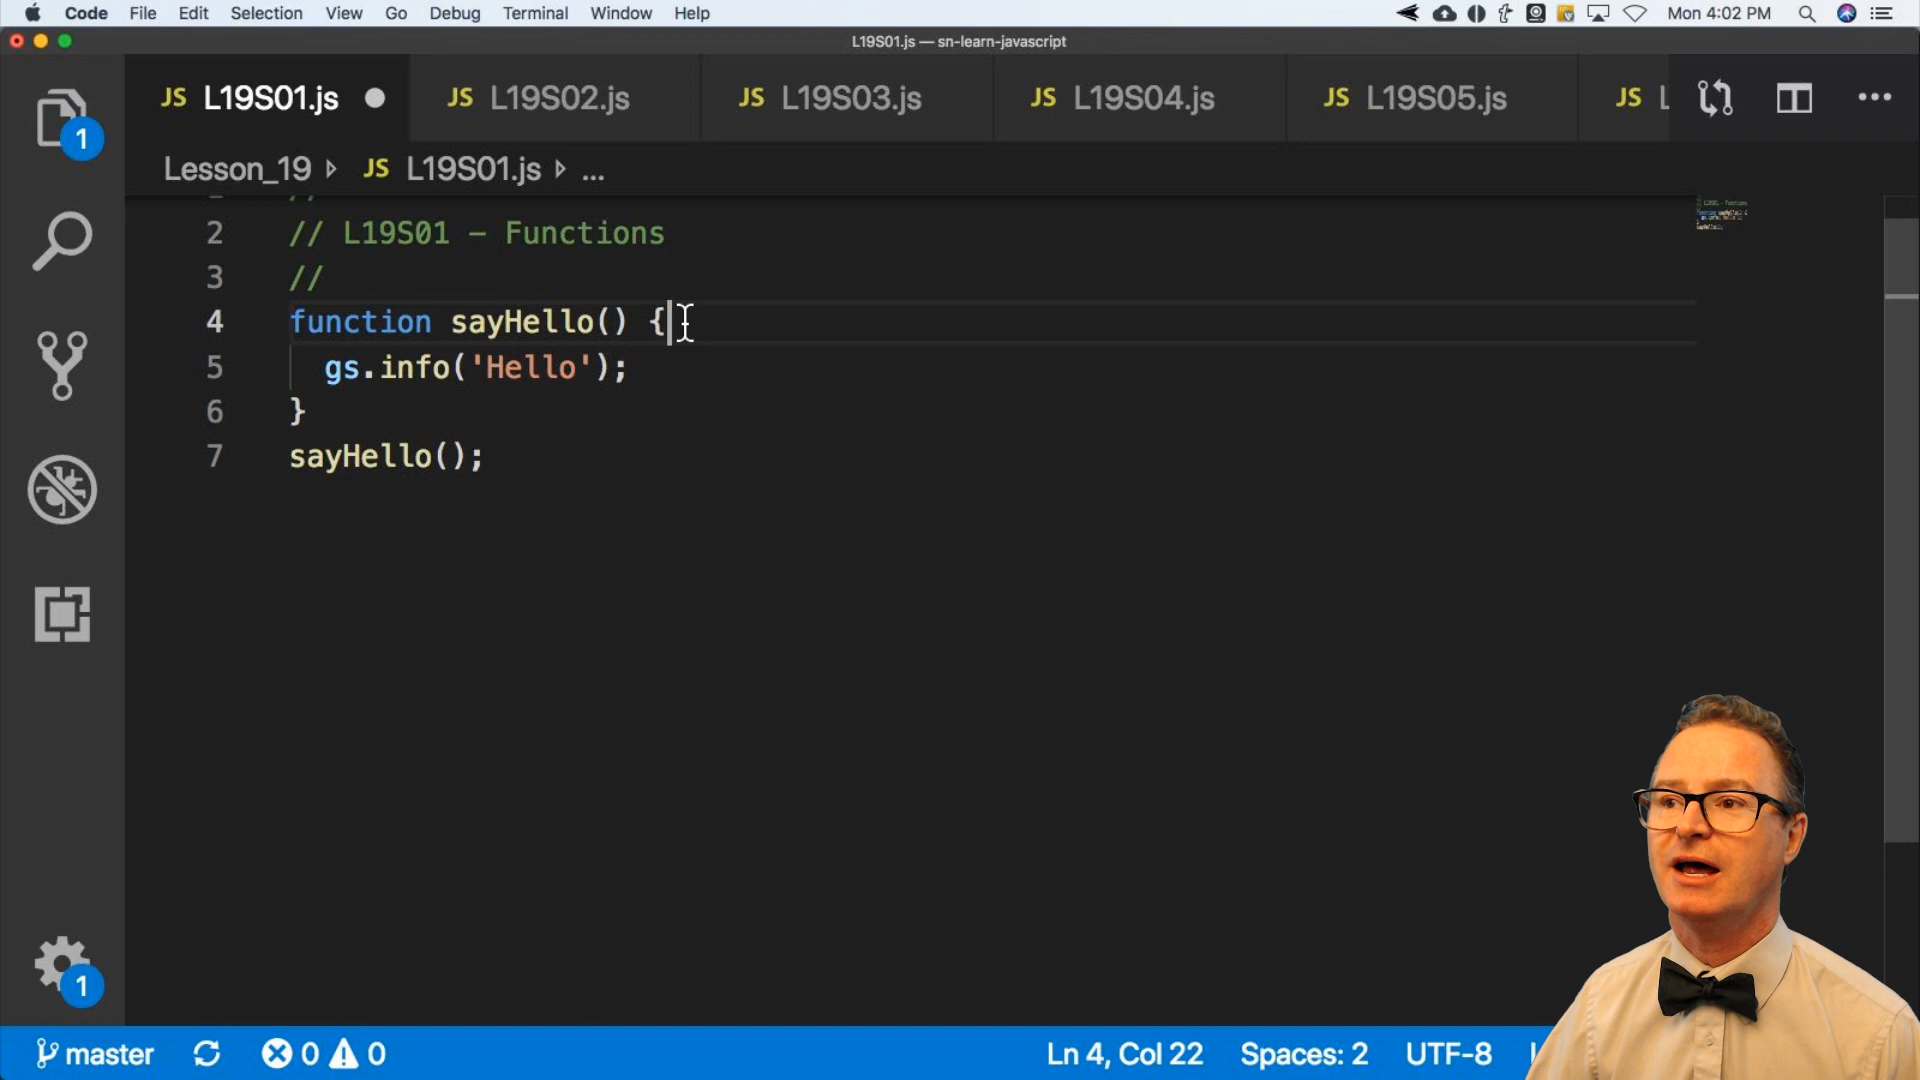 Code File Edit Selection View Go Debug Terminal Window Help Mon 4:02 PM
L19S01.js — sn-learn-javascript
JS L19S01.js JS L19S02.js JS L19S03.js JS L19S04.js JS L19S05.js JS L
1
Lesson_19 JS L19S01.js ...
2 // L19S01 - Functions
3 //
4 function sayHello() {
5 gs.info('Hello');
6 }
7 sayHello();
1
master 0 0 Ln 4, Col 22 Spaces: 2 UTF-8